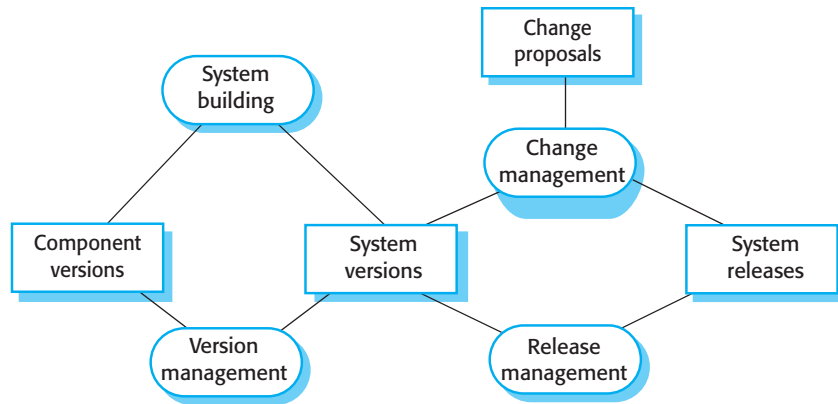 Change
proposals
System
building
Change
management
Component
versions
System
versions
System
releases
Version
management
Release
management